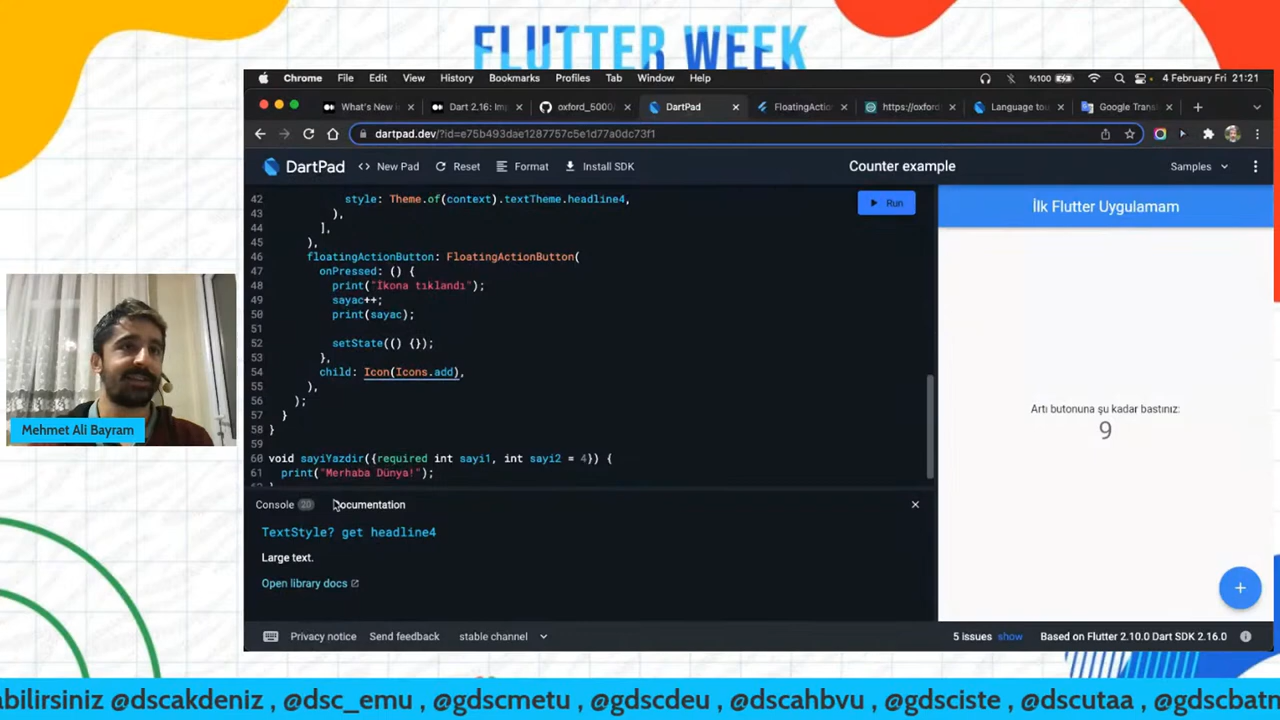 FLUTTER WEEK
Chrome File Edit View History Bookmarks Profiles Tab Window Help %100 4 February Fri 21:21
What's New i Dart 2.16: Im oxford_5000/ DartPad FloatingActio https://oxford Language tou Google Trans
dartpad.dev/?id=e75b493dae1287757c5e1d77a0dc73f1
DartPad <> New Pad Reset Format Install SDK Counter example Samples
42 style: Theme.of(context).textTheme.headline4,
43 ),
44 ],
45 ),
46 floatingActionButton: FloatingActionButton(
47 onPressed: () {
48 print("İkona tıklandı");
49 sayac++;
50 print(sayac);
51
52 setState(() {});
53 },
54 child: Icon(Icons.add),
55 ),
56 );
57 }
58 }
59
60 void sayiYazdir({required int sayi1, int sayi2 = 4}) {
61 print("Merhaba Dünya!");
Run
İlk Flutter Uygulamam
Artı butonuna şu kadar bastınız:
9
+
Mehmet Ali Bayram
Console 20 Documentation
TextStyle? get headline4
Large text.
Open library docs
Privacy notice Send feedback stable channel 5 issues show Based on Flutter 2.10.0 Dart SDK 2.16.0
abilirsiniz @dscakdeniz , @dsc_emu , @gdscmetu , @gdscdeu , @dscahbvu , @gdsciste , @dscutaa , @gdscbatn